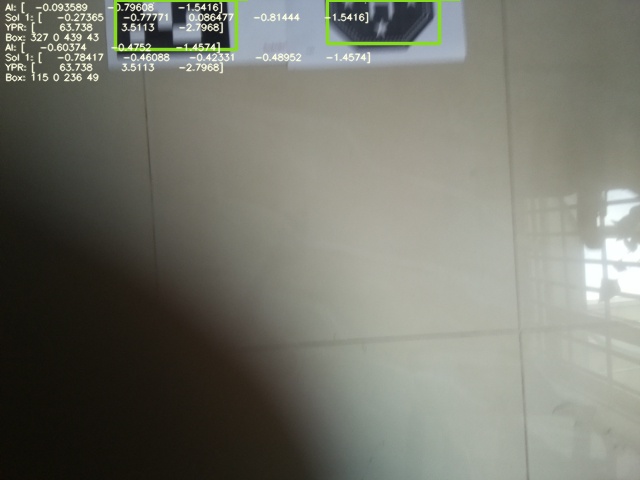 AI: [ -0.093589 -0.79608 -1.5416]
Sol 1: [ -0.27365 -0.77771 0.086477 -0.81444 -1.5416]
YPR: [ 63.738 3.5113 -2.7968]
Box: 327 0 439 43
AI: [ -0.60374 -0.4752 -1.4574]
Sol 1: [ -0.78417 -0.46088 -0.42331 -0.48952 -1.4574]
YPR: [ 63.738 3.5113 -2.7968]
Box: 115 0 236 49